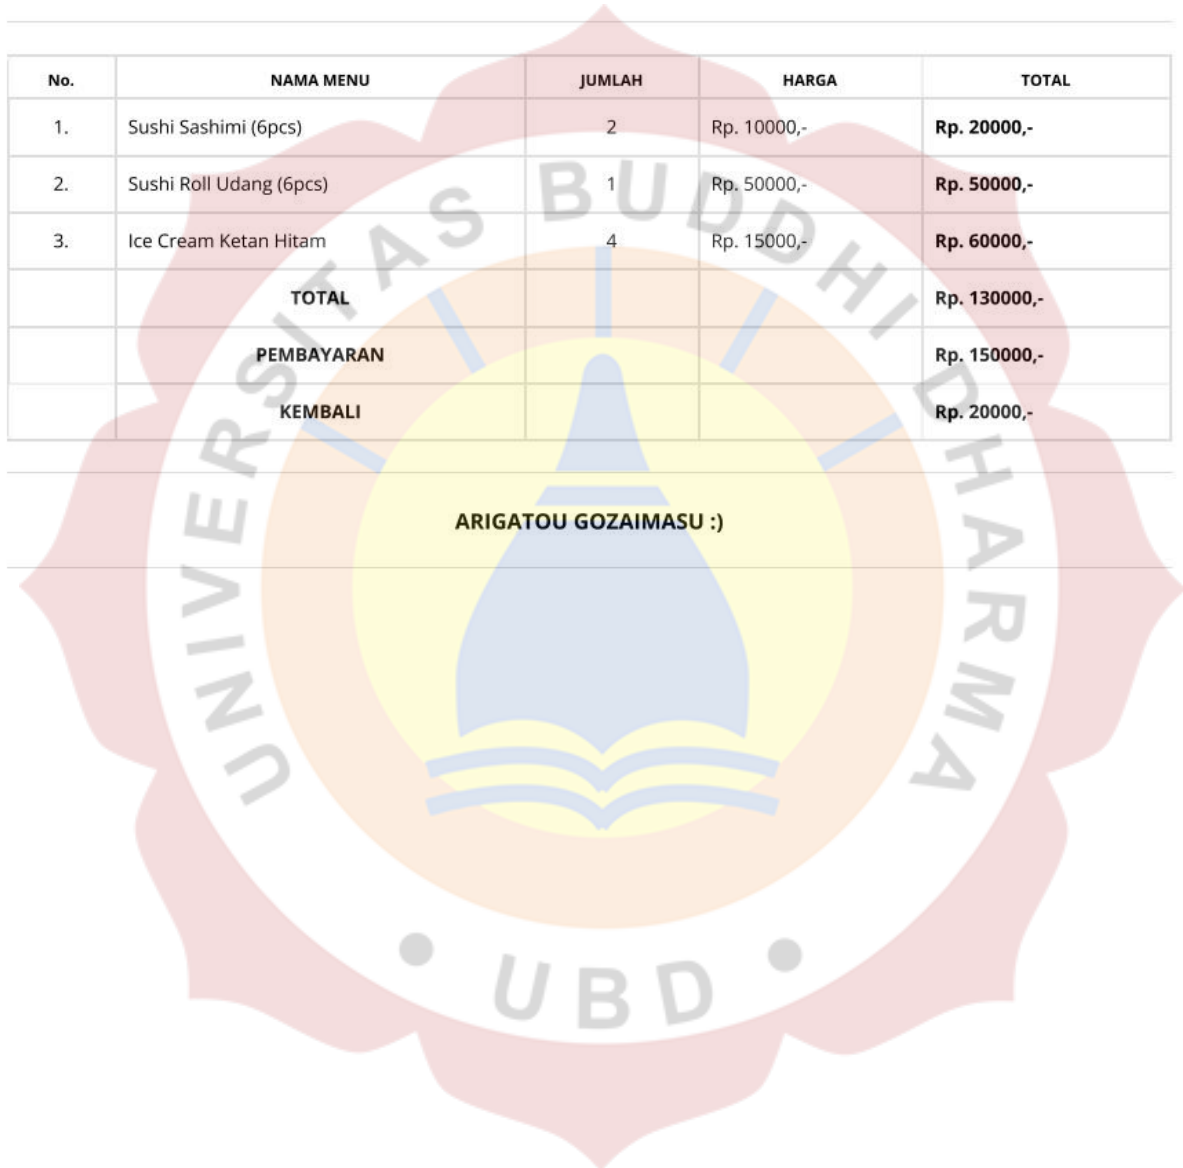 No. NAMA MENU JUMLAH HARGA TOTAL
1. Sushi Sashimi (6pcs) 2 Rp. 10000,- Rp. 20000,-
2. Sushi Roll Udang (6pcs) 1 Rp. 50000,- Rp. 50000,-
3. Ice Cream Ketan Hitam 4 Rp. 15000,- Rp. 60000,-
TOTAL Rp. 130000,-
PEMBAYARAN Rp. 150000,-
KEMBALI Rp. 20000,-
ARIGATOU GOZAIMASU :)
UNIVERSITAS BUDDHI DHARMA
• UBD •